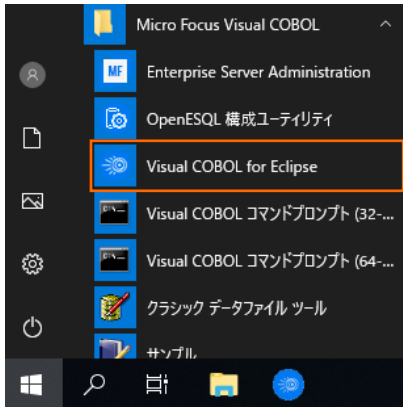 Micro Focus Visual COBOL
MF
Enterprise Server Administration
OpenESQL 構成ユーティリティ
Visual COBOL for Eclipse
Visual COBOL コマンドプロンプト (32-...
Visual COBOL コマンドプロンプト (64-...
クラシック データファイル ツール
サンプル